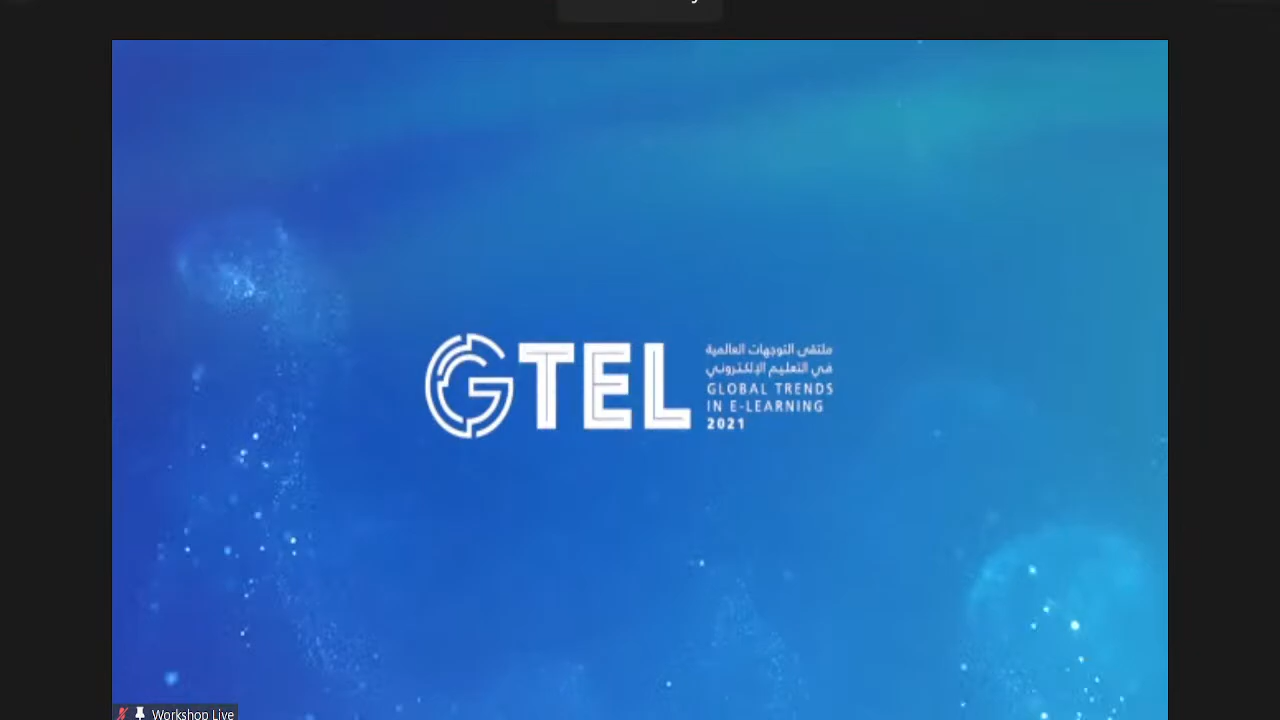 GTEL
ملتقى التوجهات العالمية
في التعليم الإلكتروني
GLOBAL TRENDS
IN E-LEARNING
2021
Workshop Live